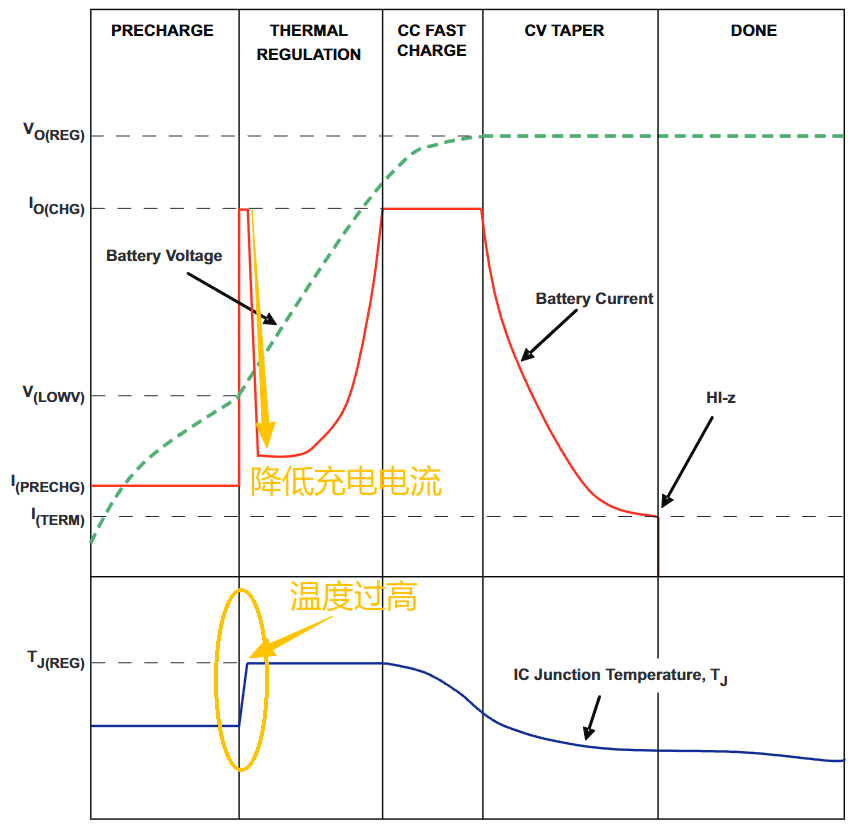 PRECHARGE
THERMAL
REGULATION
CC FAST
CHARGE
CV TAPER
DONE
VO(REG)
IO(CHG)
Battery Voltage
Battery Current
V(LOWV)
HI-z
I(PRECHG)
降低充电电流
I(TERM)
温度过高
TJ(REG)
IC Junction Temperature, TJ